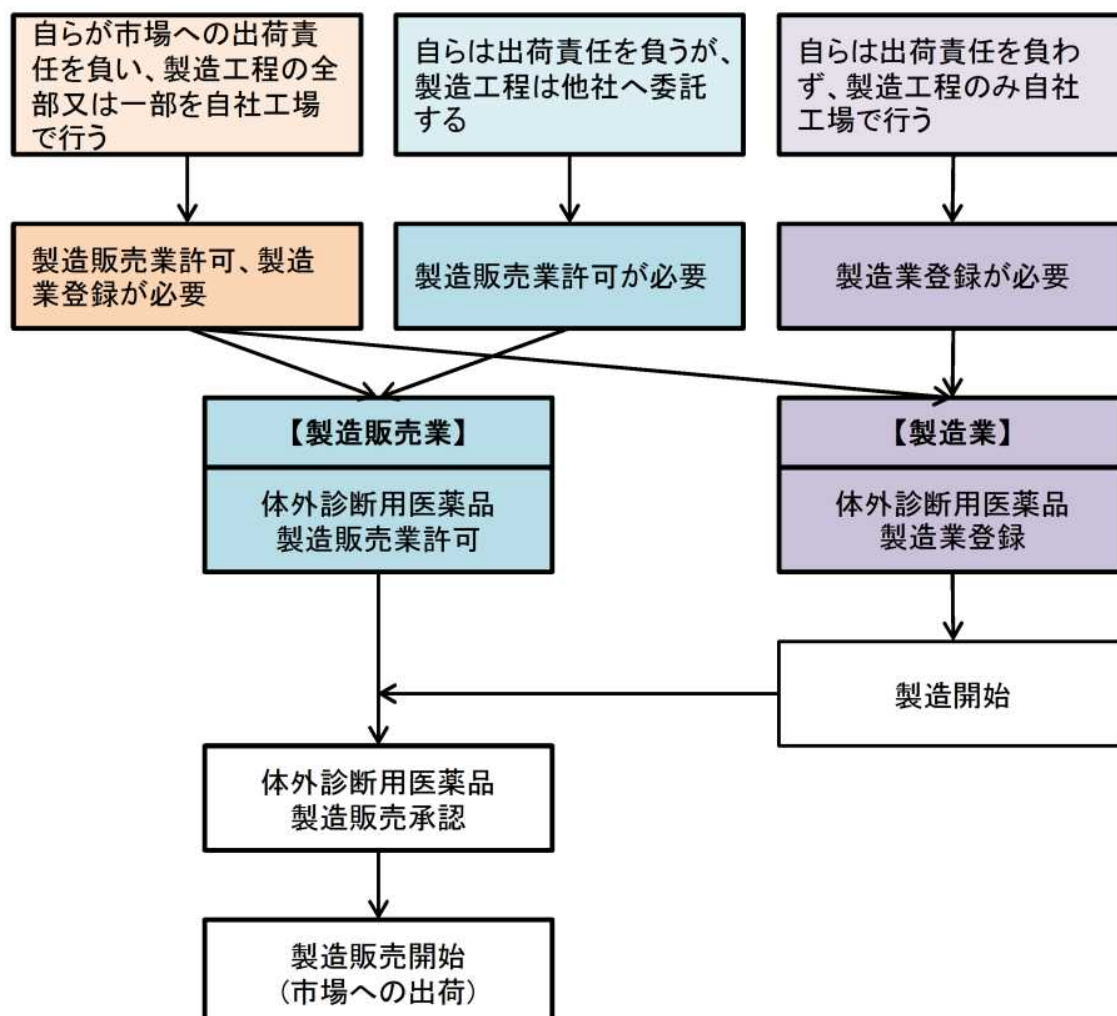 自らが市場への出荷責
任を負い、製造工程の全
部又は一部を自社工場
で行う
自らは出荷責任を負うが、
製造工程は他社へ委託
する
自らは出荷責任を負わ
ず、製造工程のみ自社
工場で行う
製造販売業許可、製造
業登録が必要
製造販売業許可が必要
製造業登録が必要
【製造販売業】
体外診断用医薬品
製造販売業許可
【製造業】
体外診断用医薬品
製造業登録
製造開始
体外診断用医薬品
製造販売承認
製造販売開始
(市場への出荷)